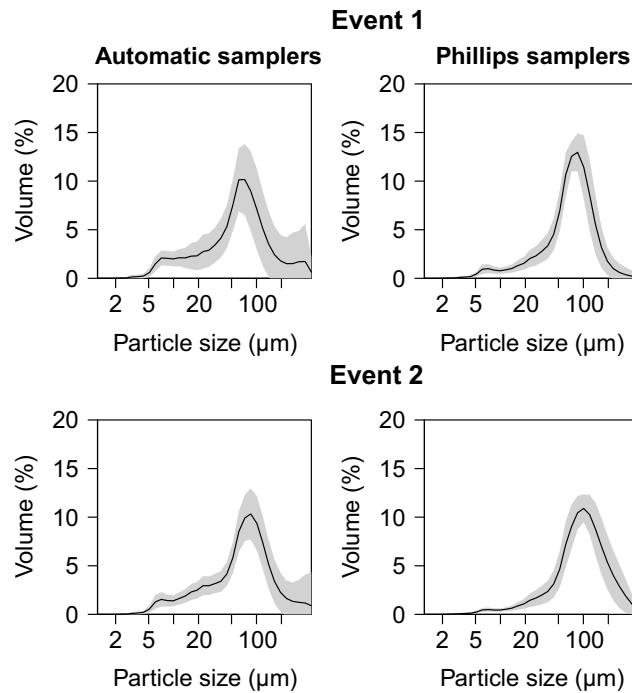 Event 1
Automatic samplers Phillips samplers
20 20
15 15
10 10
5 5
0 0
Volume (%) Volume (%)
2 5 20 100 2 5 20 100
Particle size (µm) Particle size (µm)
Event 2
20 20
15 15
10 10
5 5
0 0
Volume (%) Volume (%)
2 5 20 100 2 5 20 100
Particle size (µm) Particle size (µm)